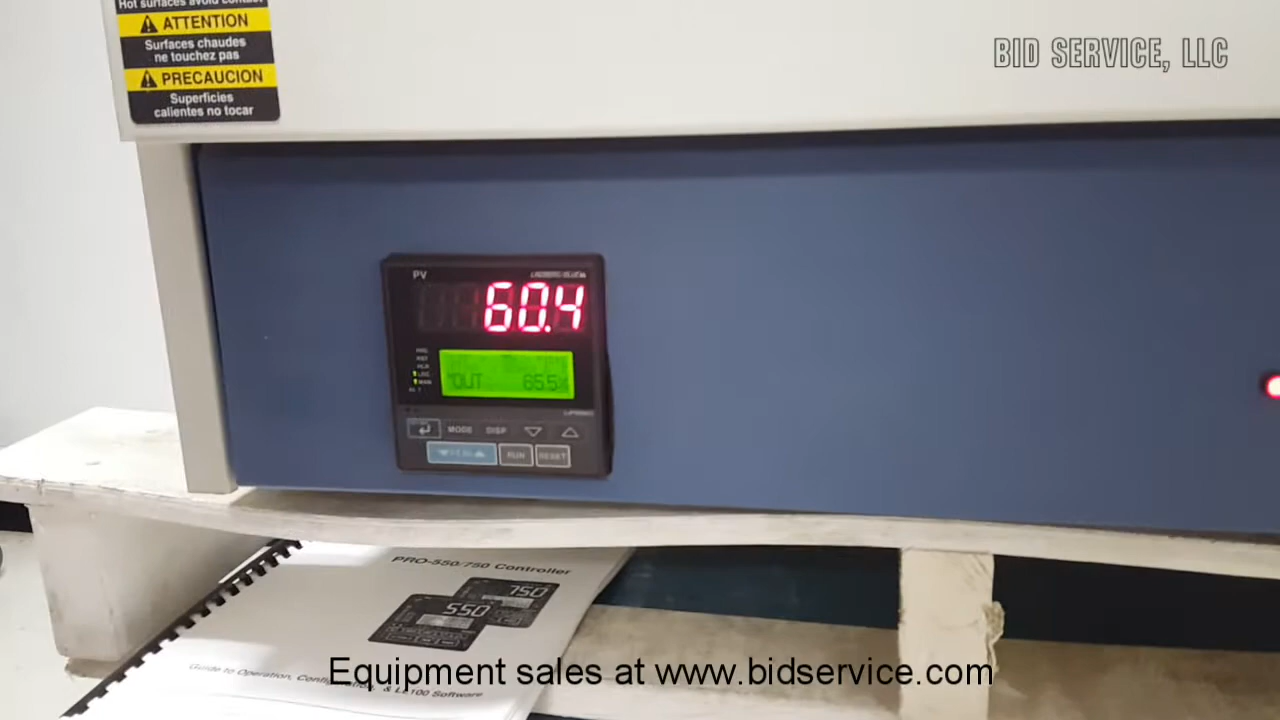 Hot surfaces avoid contact
ATTENTION
Surfaces chaudes
ne touchez pas
PRECAUCION
Superficies
calientes no tocar
BID SERVICE, LLC
PV
60.4
OUT 65.5%
MODE DISP
RUN RESET
PRO-550/750 Controller
750
550
Guide to Operation, & LL100 Software
Equipment sales at www.bidservice.com